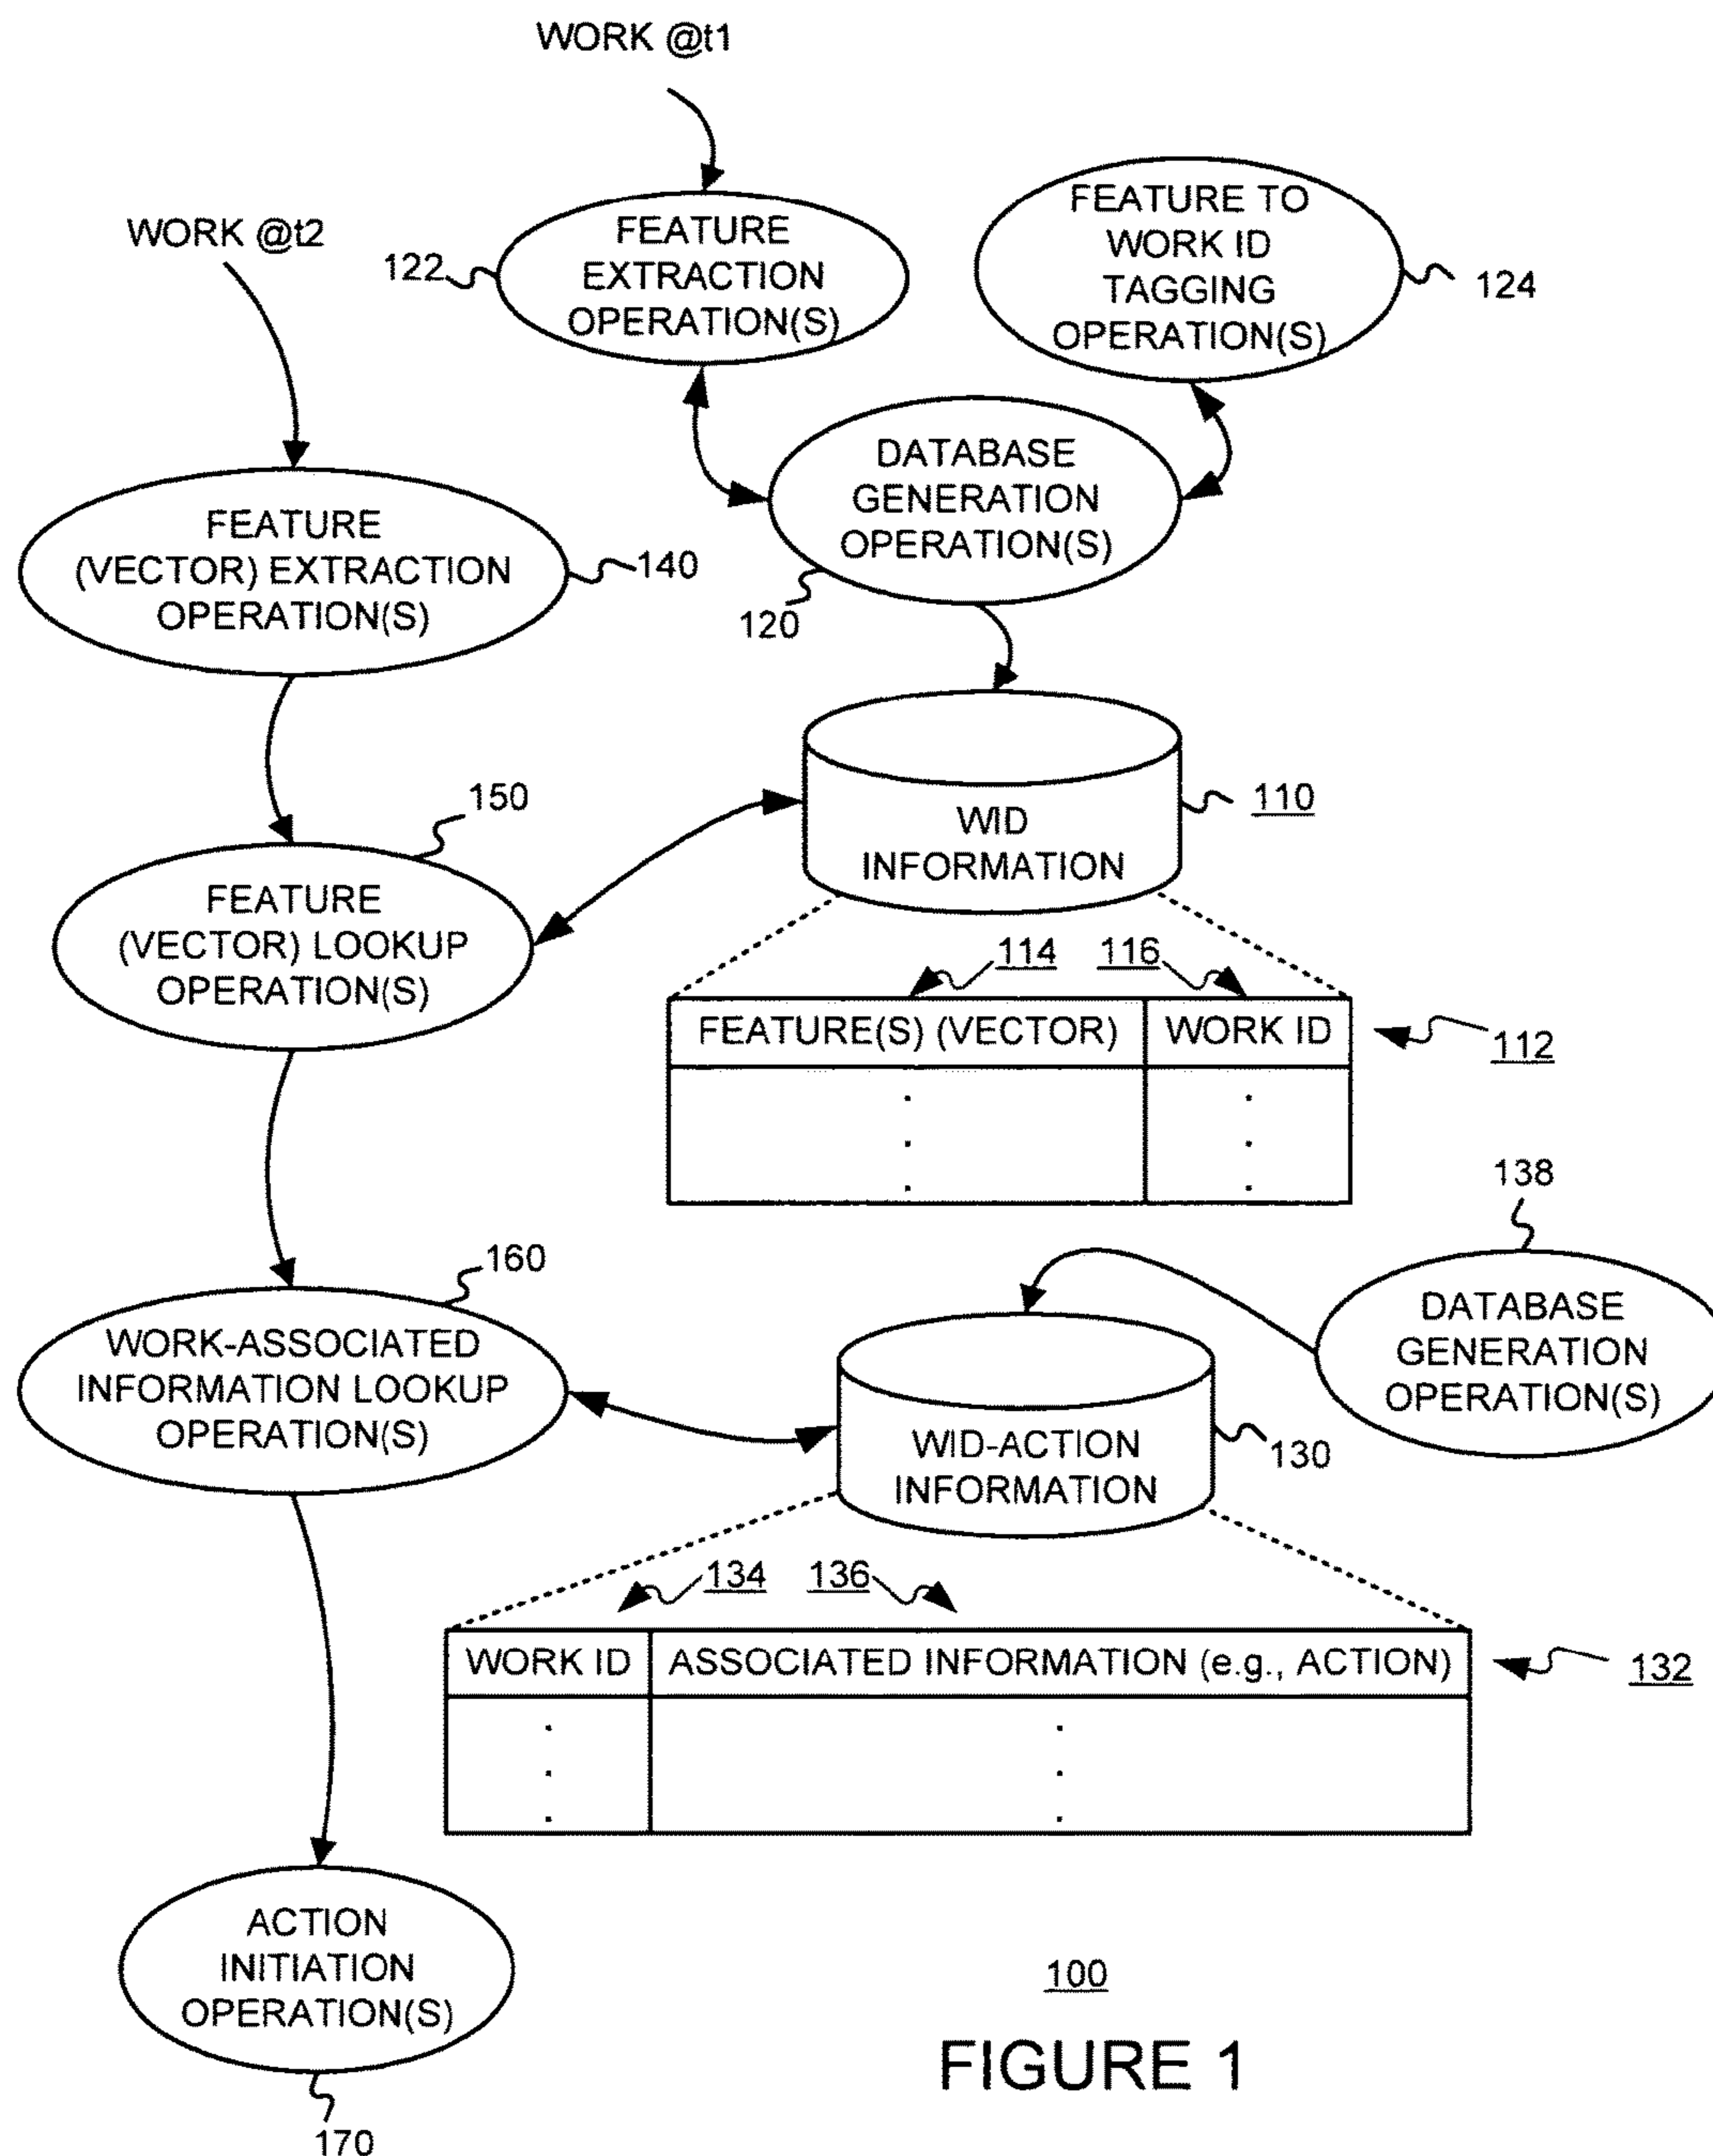 WORK @t1
WORK @t2
122
FEATURE
EXTRACTION
OPERATION(S)
FEATURE TO
WORK ID
TAGGING
OPERATION(S)
124
DATABASE
GENERATION
OPERATION(S)
120
FEATURE
(VECTOR) EXTRACTION
OPERATION(S)
140
WID
INFORMATION
110
150
FEATURE
(VECTOR) LOOKUP
OPERATION(S)
114
116
FEATURE(S) (VECTOR)
WORK ID
112
138
DATABASE
GENERATION
OPERATION(S)
160
WORK-ASSOCIATED
INFORMATION LOOKUP
OPERATION(S)
WID-ACTION
INFORMATION
130
134
136
WORK ID
ASSOCIATED INFORMATION (e.g., ACTION)
132
ACTION
INITIATION
OPERATION(S)
170
100
FIGURE 1